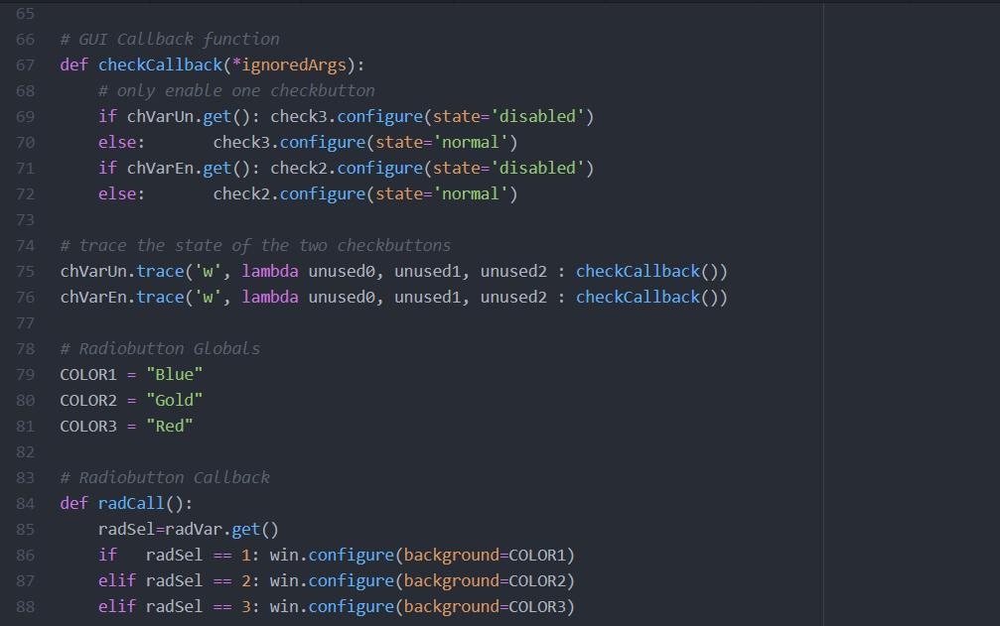 65
66 # GUI Callback function
67 def checkCallback(*ignoredArgs):
68     # only enable one checkbutton
69     if chVarUn.get(): check3.configure(state='disabled')
70     else:       check3.configure(state='normal')
71     if chVarEn.get(): check2.configure(state='disabled')
72     else:       check2.configure(state='normal')
73
74 # trace the state of the two checkbuttons
75 chVarUn.trace('w', lambda unused0, unused1, unused2 : checkCallback())
76 chVarEn.trace('w', lambda unused0, unused1, unused2 : checkCallback())
77
78 # Radiobutton Globals
79 COLOR1 = "Blue"
80 COLOR2 = "Gold"
81 COLOR3 = "Red"
82
83 # Radiobutton Callback
84 def radCall():
85     radSel=radVar.get()
86     if   radSel == 1: win.configure(background=COLOR1)
87     elif radSel == 2: win.configure(background=COLOR2)
88     elif radSel == 3: win.configure(background=COLOR3)